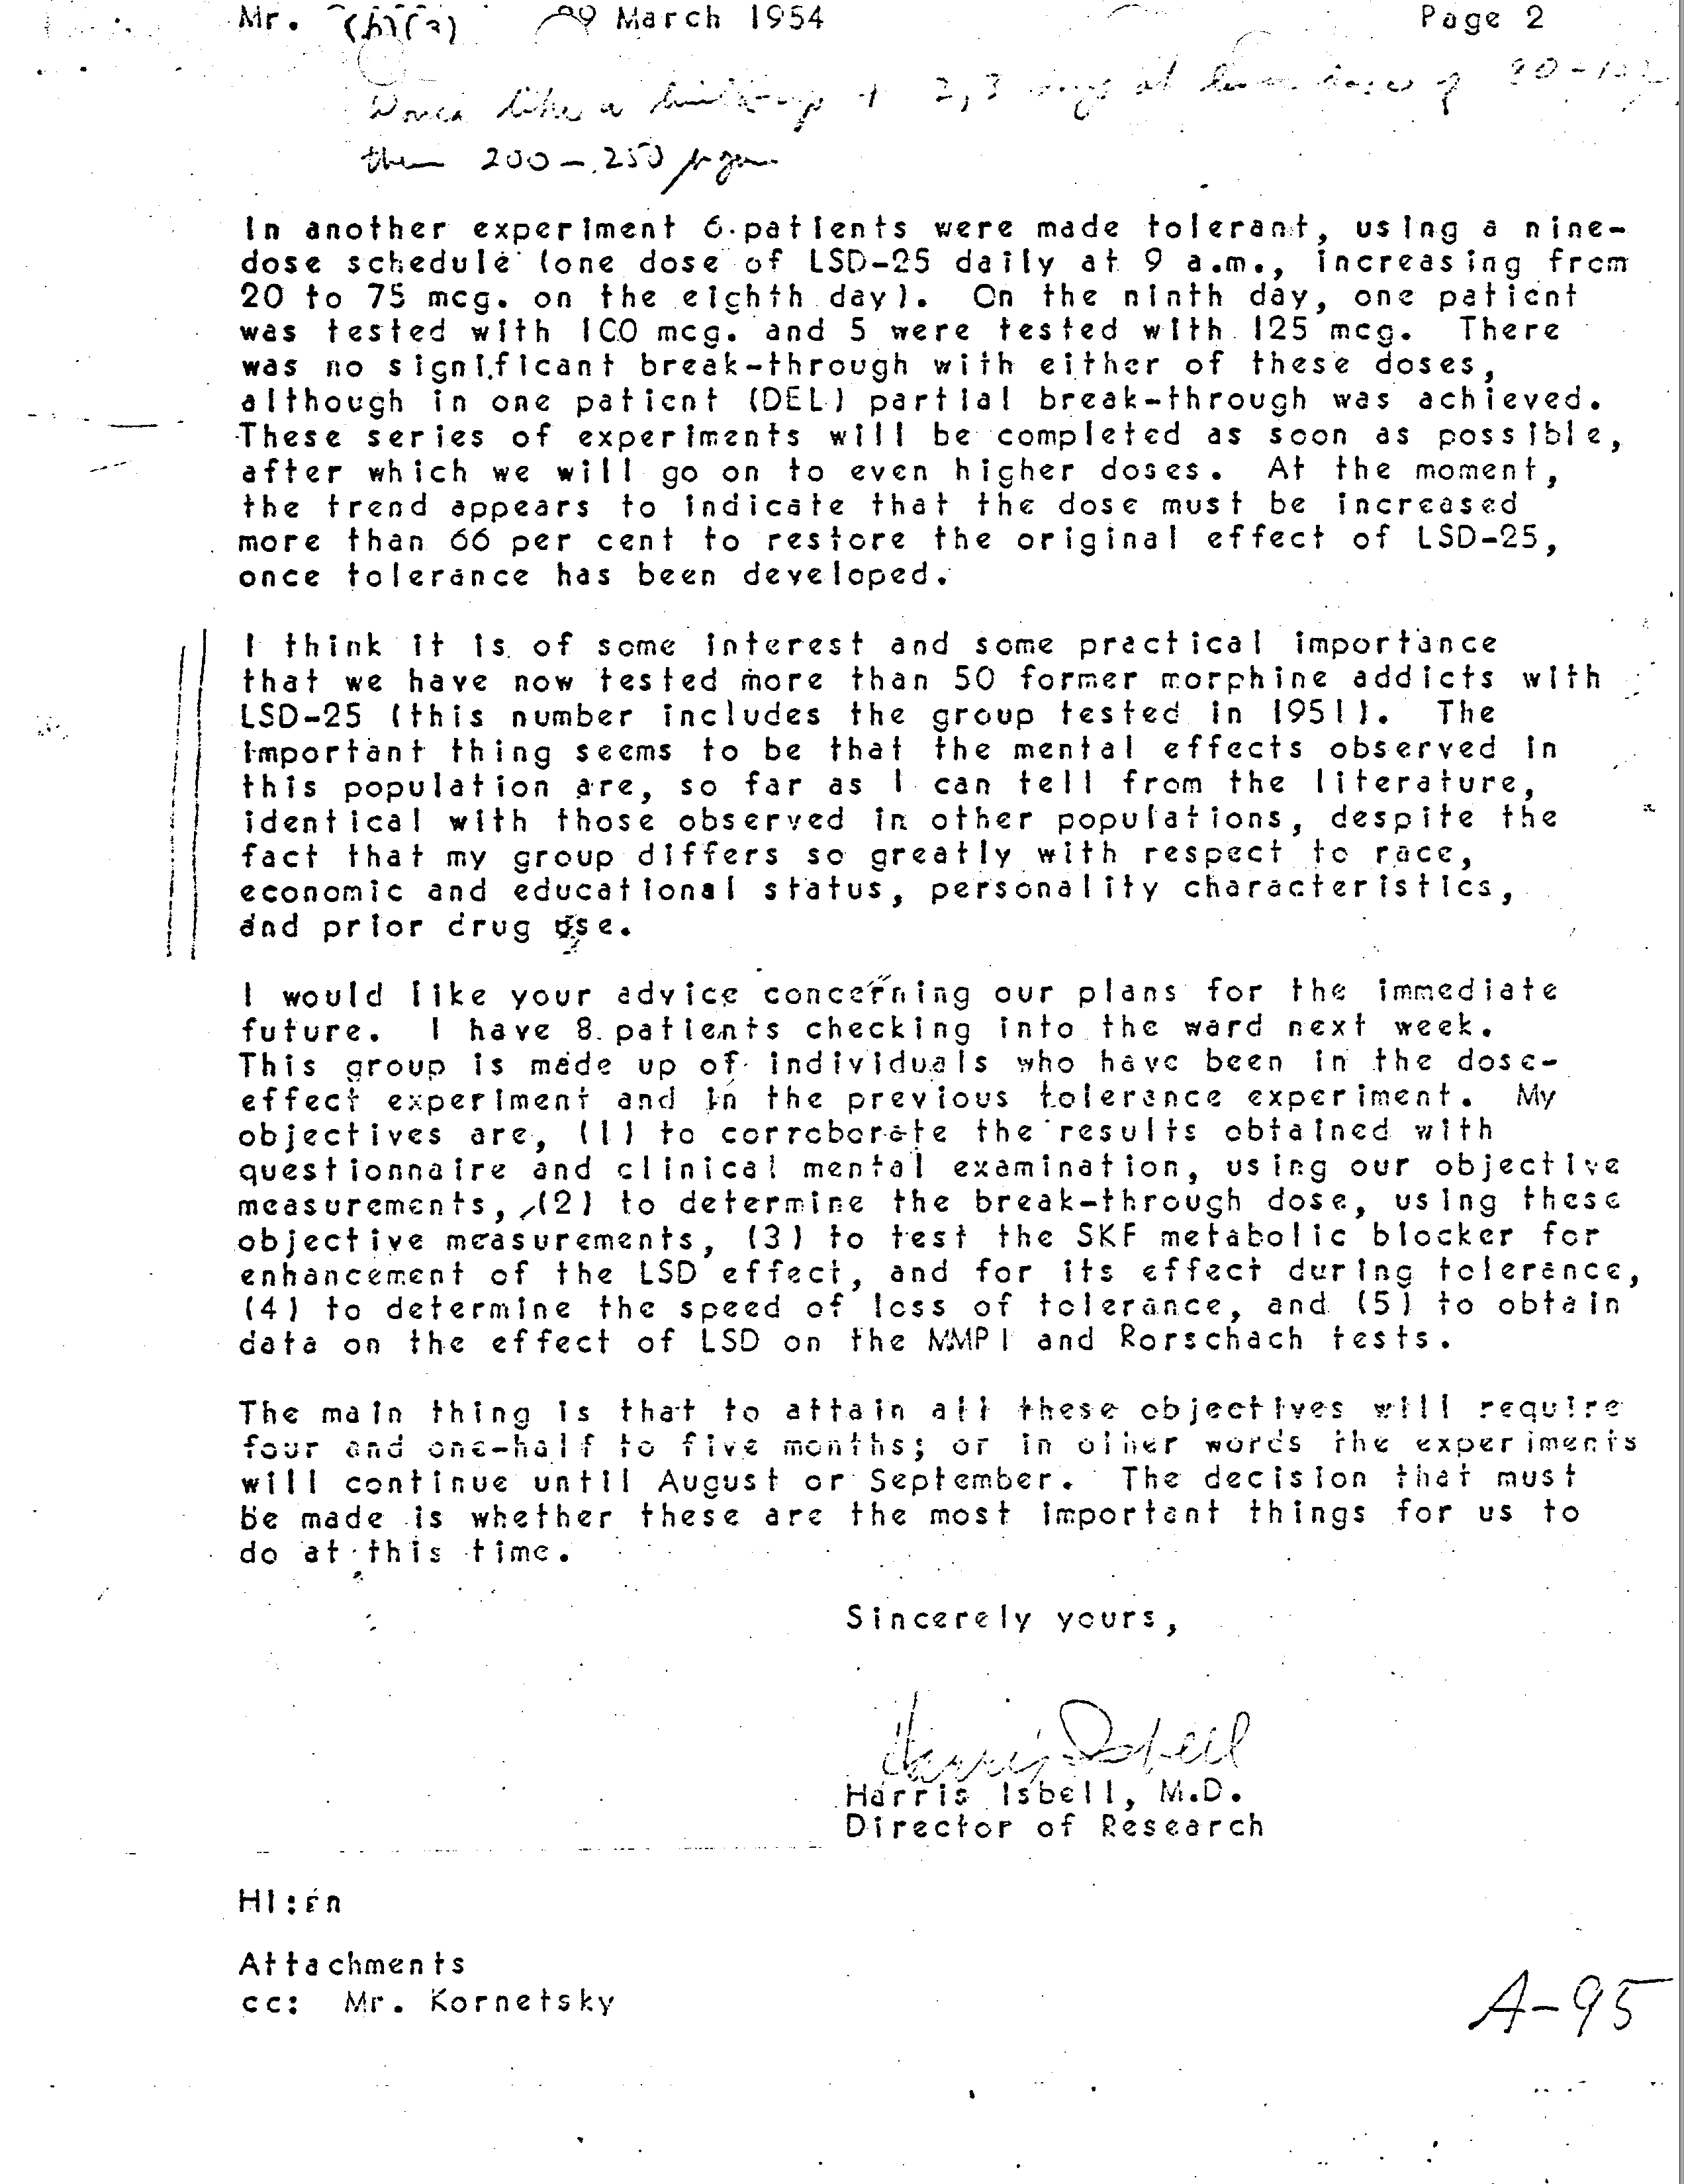 Mr. (b)(3) 29 March 1954 Page 2
like a build-up 2, 3
then 200-250 µgm
In another experiment 6 patients were made tolerant, using a nine-
dose schedule (one dose of LSD-25 daily at 9 a.m., increasing from
20 to 75 mcg. on the eighth day). On the ninth day, one patient
was tested with 100 mcg. and 5 were tested with 125 mcg. There
was no significant break-through with either of these doses,
although in one patient (DEL) partial break-through was achieved.
These series of experiments will be completed as soon as possible,
after which we will go on to even higher doses. At the moment,
the trend appears to indicate that the dose must be increased
more than 66 per cent to restore the original effect of LSD-25,
once tolerance has been developed.
I think it is of some interest and some practical importance
that we have now tested more than 50 former morphine addicts with
LSD-25 (this number includes the group tested in 1951). The
important thing seems to be that the mental effects observed in
this population are, so far as I can tell from the literature,
identical with those observed in other populations, despite the
fact that my group differs so greatly with respect to race,
economic and educational status, personality characteristics,
and prior drug use.
I would like your advice concerning our plans for the immediate
future. I have 8 patients checking into the ward next week.
This group is made up of individuals who have been in the dose-
effect experiment and in the previous tolerance experiment. My
objectives are, (1) to corroborate the results obtained with
questionnaire and clinical mental examination, using our objective
measurements, (2) to determine the break-through dose, using these
objective measurements, (3) to test the SKF metabolic blocker for
enhancement of the LSD effect, and for its effect during tolerance,
(4) to determine the speed of loss of tolerance, and (5) to obtain
data on the effect of LSD on the MMPI and Rorschach tests.
The main thing is that to attain all these objectives will require
four and one-half to five months; or in other words the experiments
will continue until August or September. The decision that must
be made is whether these are the most important things for us to
do at this time.
Sincerely yours,
Harris Isbell
Harris Isbell, M.D.
Director of Research
HI:rn
Attachments
cc: Mr. Kornetsky
A-95